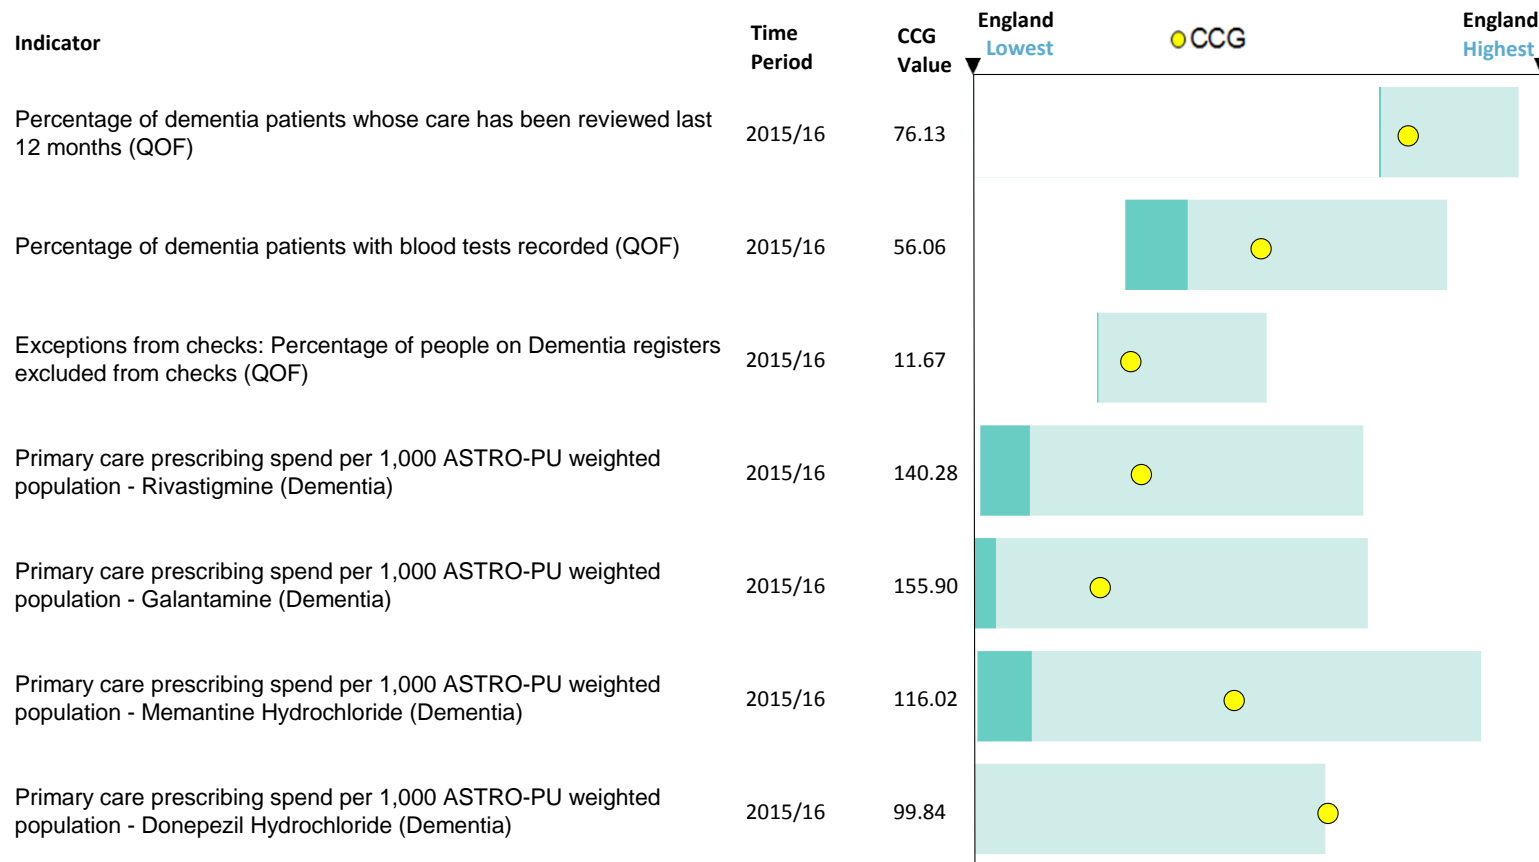 Indicator
Time
Period
CCG
Value
England
Lowest
CCG
England
Highest
Percentage of dementia patients whose care has been reviewed last
12 months (QOF)
2015/16
76.13
Percentage of dementia patients with blood tests recorded (QOF)
2015/16
56.06
Exceptions from checks: Percentage of people on Dementia registers
excluded from checks (QOF)
2015/16
11.67
Primary care prescribing spend per 1,000 ASTRO-PU weighted
population - Rivastigmine (Dementia)
2015/16
140.28
Primary care prescribing spend per 1,000 ASTRO-PU weighted
population - Galantamine (Dementia)
2015/16
155.90
Primary care prescribing spend per 1,000 ASTRO-PU weighted
population - Memantine Hydrochloride (Dementia)
2015/16
116.02
Primary care prescribing spend per 1,000 ASTRO-PU weighted
population - Donepezil Hydrochloride (Dementia)
2015/16
99.84